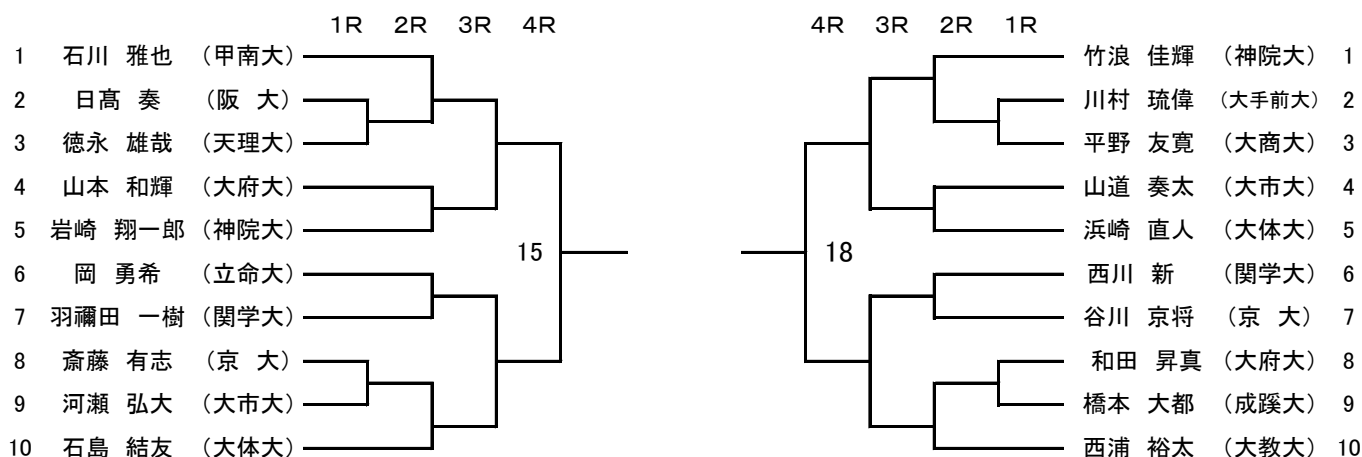 1R 2R 3R 4R 4R 3R 2R 1R
1 石川 雅也 (甲南大) 竹浪 佳輝 (神院大) 1
2 日髙 奏 (阪 大) 川村 琉偉 (大手前大) 2
3 徳永 雄哉 (天理大) 平野 友寛 (大商大) 3
4 山本 和輝 (大府大) 山道 奏太 (大市大) 4
5 岩崎 翔一郎 (神院大) 浜崎 直人 (大体大) 5
15 18
6 岡 勇希 (立命大) 西川 新 (関学大) 6
7 羽禰田 一樹 (関学大) 谷川 京将 (京 大) 7
8 斎藤 有志 (京 大) 和田 昇真 (大府大) 8
9 河瀬 弘大 (大市大) 橋本 大都 (成蹊大) 9
10 石島 結友 (大体大) 西浦 裕太 (大教大) 10